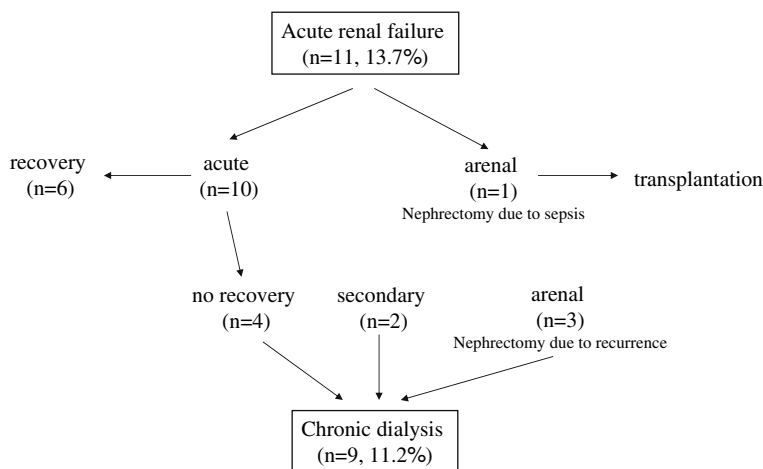 Acute renal failure
(n=11, 13.7%)
recovery
(n=6)
acute
(n=10)
arenal
(n=1)
Nephrectomy due to sepsis
transplantation
no recovery
(n=4)
secondary
(n=2)
arenal
(n=3)
Nephrectomy due to recurrence
Chronic dialysis
(n=9, 11.2%)